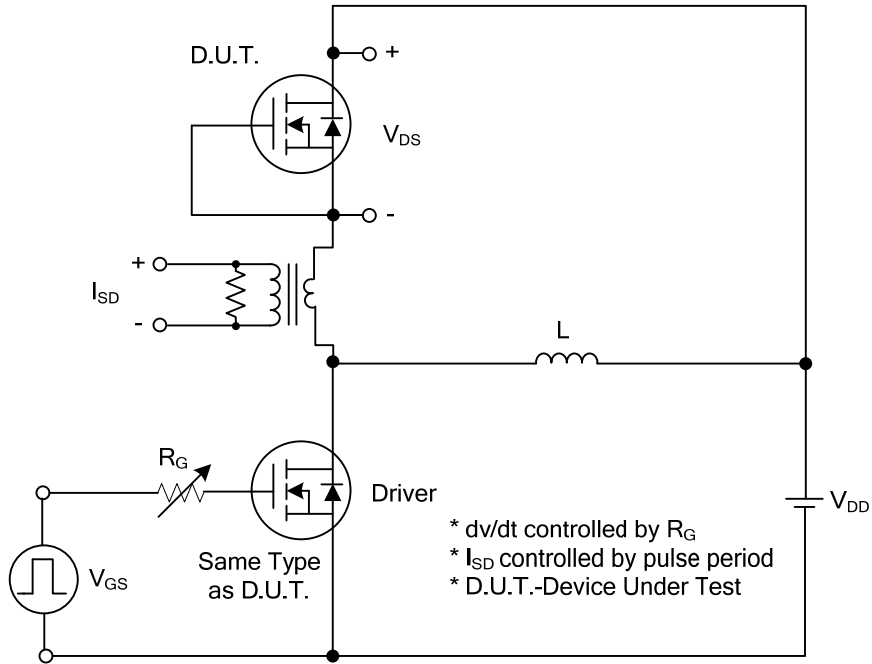 D.U.T.
+
VDS
-
+
ISD
-
L
RG
Driver
VDD
VGS
Same Type
as D.U.T.
* dv/dt controlled by RG
* ISD controlled by pulse period
* D.U.T.-Device Under Test